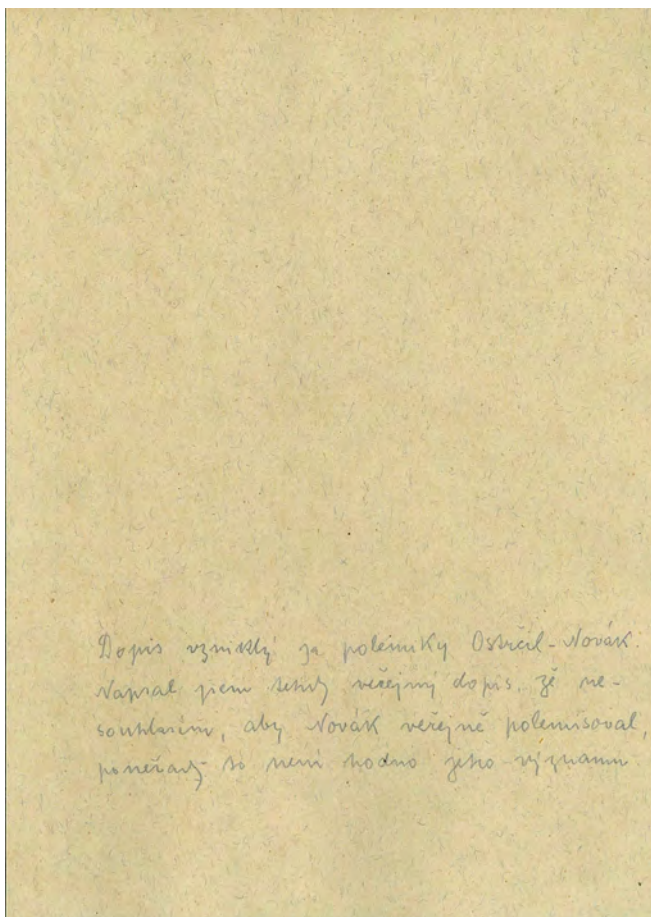 Dopis vzniklý za polemiky Ostrčil-Novák.
Napsal jsem tehdy veřejný dopis, že ne-
souhlasím, aby Novák veřejně polemisoval,
poněvadž to není hodno jeho významu